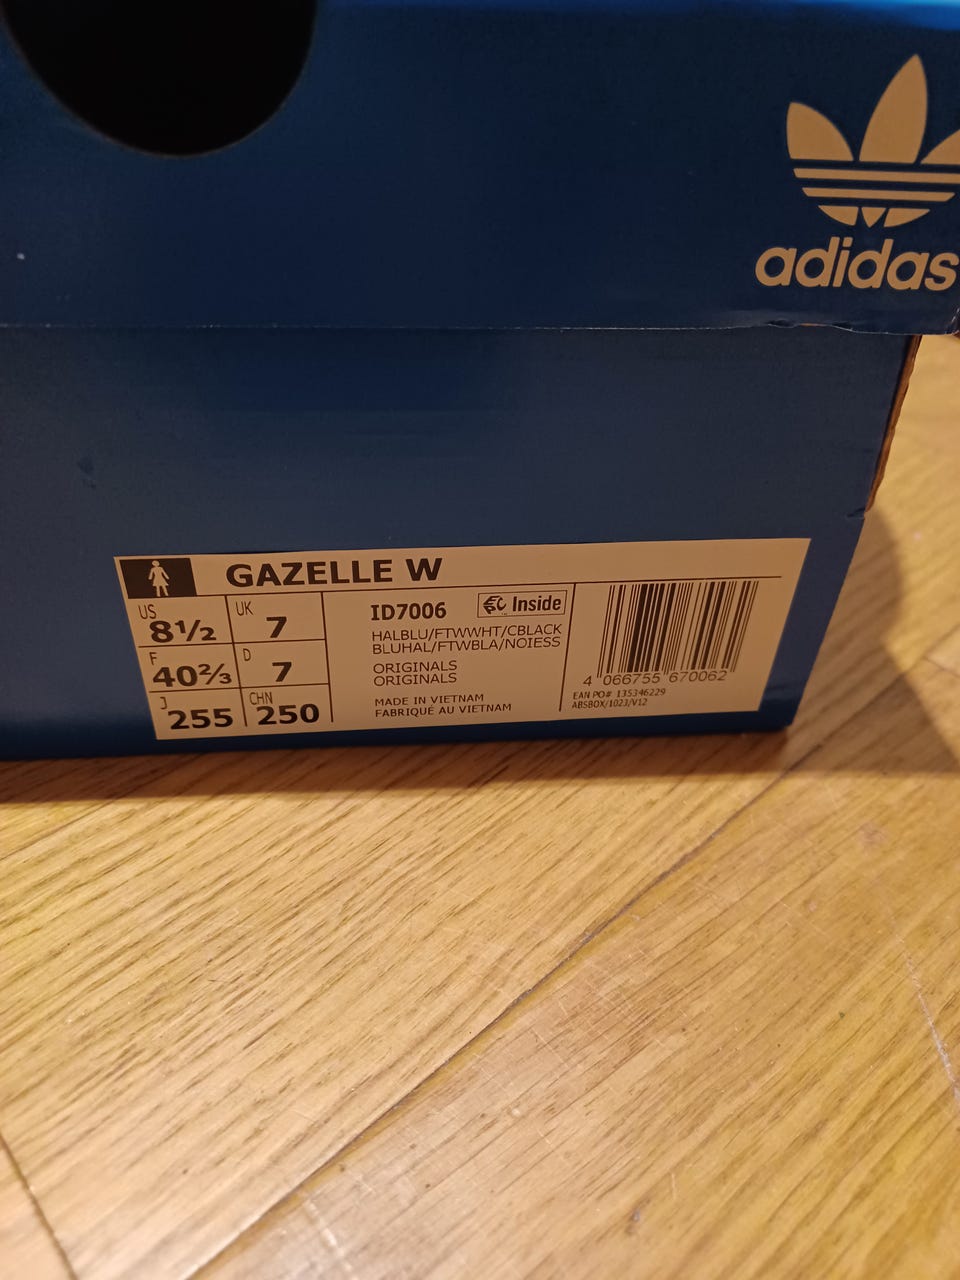 adidas
GAZELLE W
US
8½
UK
7
F
40⅔
D
7
J
255
CHN
250
ID7006
Inside
HALBLU/FTWWHT/CBLACK
BLUHAL/FTWBLA/NOIESS
ORIGINALS
ORIGINALS
MADE IN VIETNAM
FABRIQUÉ AU VIETNAM
4 066755 670062
EAN PO# 135346229
ABSBOX/1023/V12